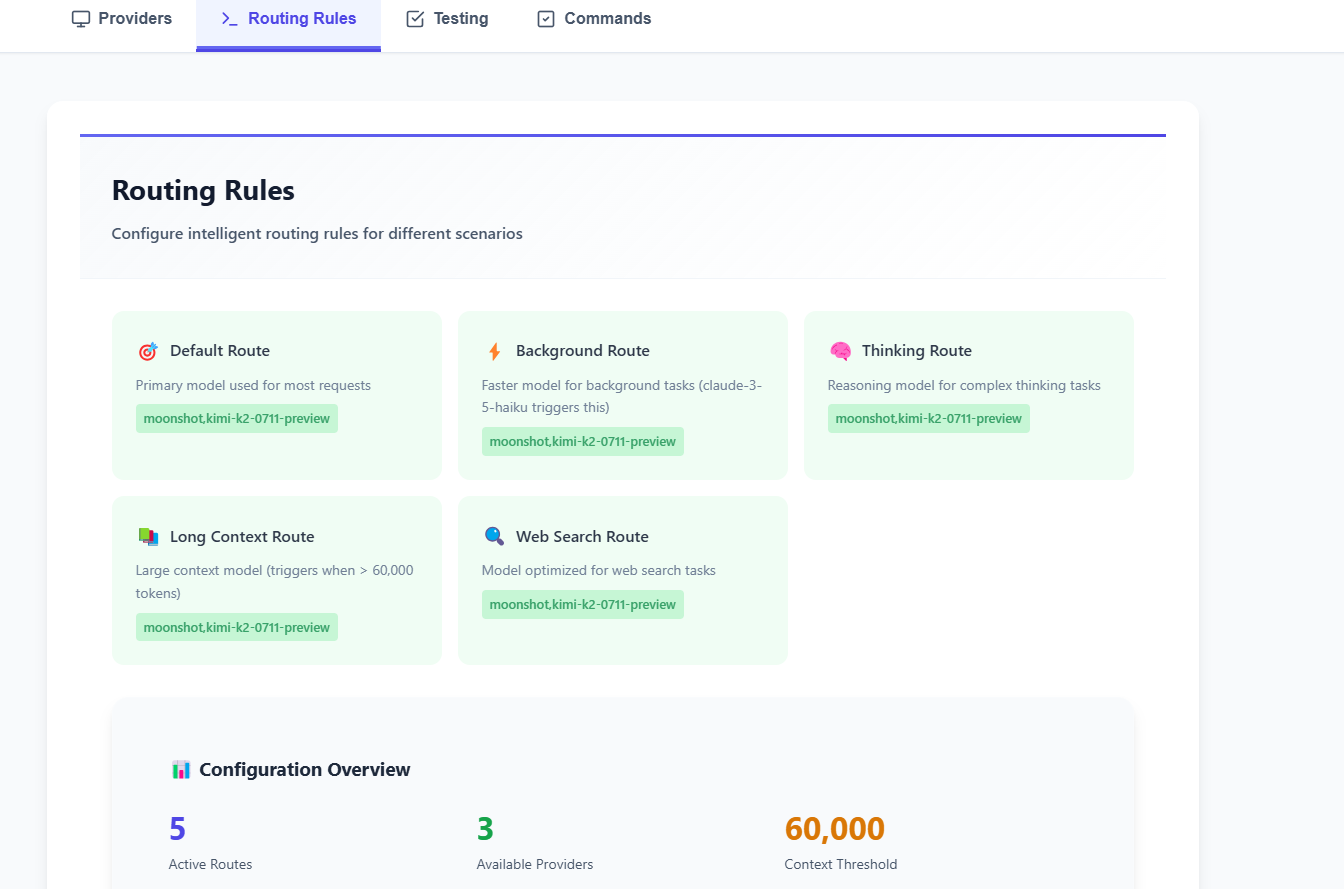 Providers
Routing Rules
Testing
Commands
Routing Rules
Configure intelligent routing rules for different scenarios
Default Route
Primary model used for most requests
moonshot,kimi-k2-0711-preview
Background Route
Faster model for background tasks (claude-3-
5-haiku triggers this)
moonshot,kimi-k2-0711-preview
Thinking Route
Reasoning model for complex thinking tasks
moonshot,kimi-k2-0711-preview
Long Context Route
Large context model (triggers when > 60,000
tokens)
moonshot,kimi-k2-0711-preview
Web Search Route
Model optimized for web search tasks
moonshot,kimi-k2-0711-preview
Configuration Overview
5
Active Routes
3
Available Providers
60,000
Context Threshold